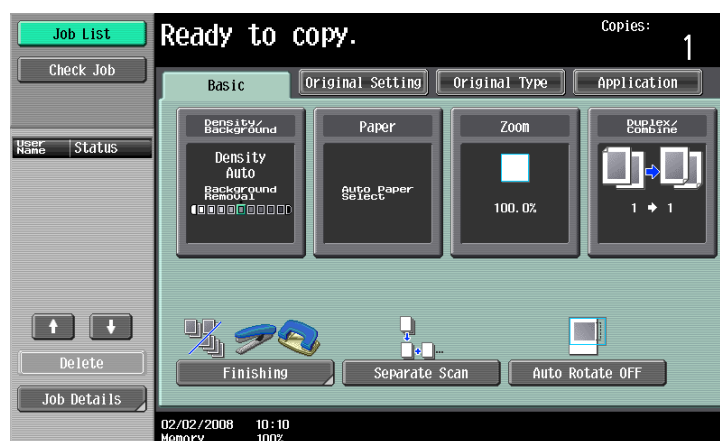 Job List
Check Job
User Name
Status
Delete
Job Details
Ready to copy.
Copies:
1
Basic
Original Setting
Original Type
Application
Density/
Background
Density
Auto
Background
Removal
Paper
Auto Paper
Select
Zoom
100.0%
Duplex/
Combine
1 → 1
Finishing
Separate Scan
Auto Rotate OFF
02/02/2008 10:10
Memory 100%